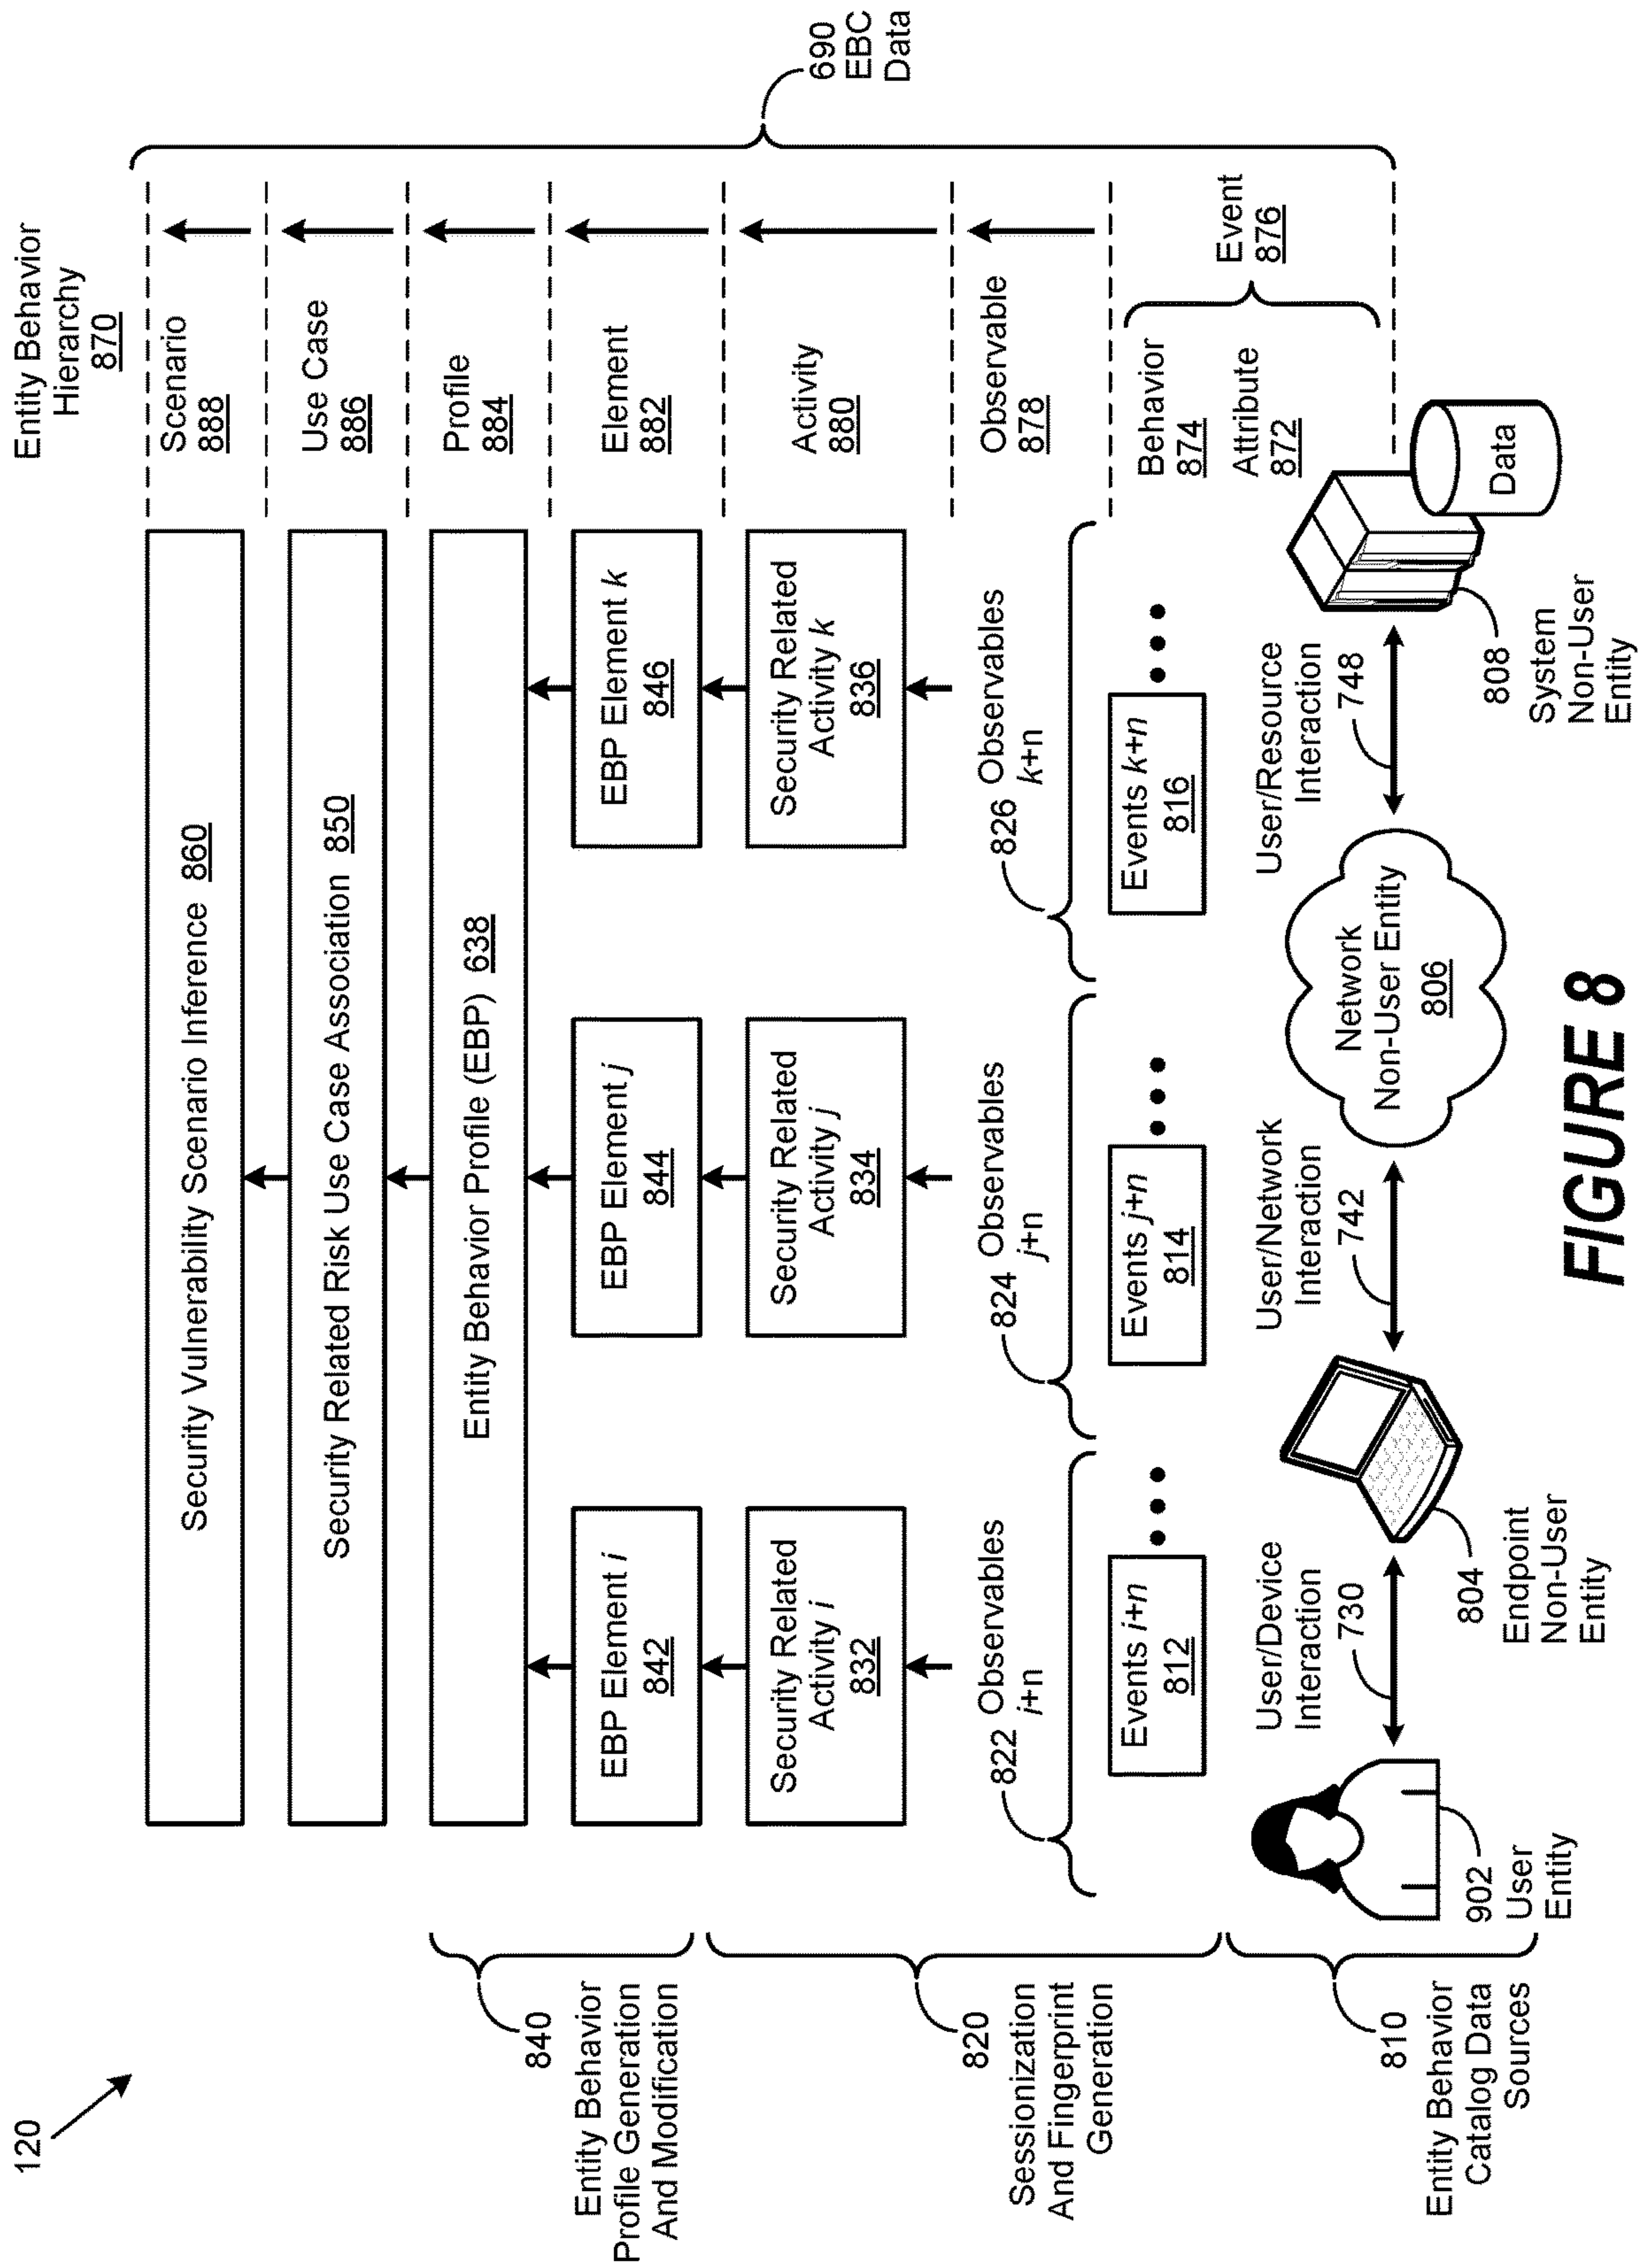 120
Entity Behavior
Hierarchy
870
Security Vulnerability Scenario Inference 860
Scenario
888
Security Related Risk Use Case Association 850
Use Case
886
840
Entity Behavior
Profile Generation
And Modification
Entity Behavior Profile (EBP) 638
Profile
884
EBP Element i
842
EBP Element j
844
EBP Element k
846
Element
882
690
EBC
Data
820
Sessionization
And Fingerprint
Generation
Security Related
Activity i
832
Security Related
Activity j
834
Security Related
Activity k
836
Activity
880
822 Observables
i+n
824 Observables
j+n
826 Observables
k+n
Observable
878
Events i+n
812
Events j+n
814
Events k+n
816
Behavior
874
Attribute
872
Event
876
810
Entity Behavior
Catalog Data
Sources
User/Device
Interaction
730
User/Network
Interaction
742
Network
Non-User Entity
806
User/Resource
Interaction
748
Data
902
User
Entity
804
Endpoint
Non-User
Entity
808
System
Non-User
Entity
FIGURE 8